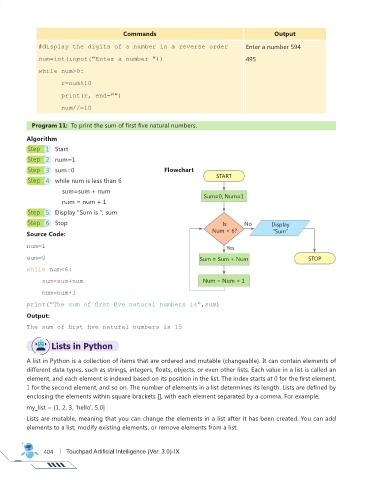 Commands Output
#display the digits of a number in a reverse order Enter a number 594
num=int(input("Enter a number ")) 495
while num>0:
r=num%10
print(r, end="")
num//=10
Program 11: To print the sum of first five natural numbers.
Algorithm
Step 1 Start
Step 2 num=1
Step 3 sum=0
Step 4 while num is less than 6
sum=sum + num
num = num + 1
Step 5 Display "Sum is ", sum
Step 6 Stop
Flowchart
START
Sum=0, Num=1
Is
Num < 6?
No
Display
"Sum"
Yes
Sum = Sum + Num
STOP
Num = Num + 1
Source Code:
num=1
sum=0
while num<6:
sum=sum+num
num=num+1
print("The sum of first five natural numbers is",sum)
Output:
The sum of first five natural numbers is 15
Lists in Python
A list in Python is a collection of items that are ordered and mutable (changeable). It can contain elements of
different data types, such as strings, integers, floats, objects, or even other lists. Each value in a list is called an
element, and each element is indexed based on its position in the list. The index starts at 0 for the first element,
1 for the second element, and so on. The number of elements in a list determines its length. Lists are defined by
enclosing the elements within square brackets [], with each element separated by a comma. For example,
my_list = [1, 2, 3, 'hello', 5.0]
Lists are mutable, meaning that you can change the elements in a list after it has been created. You can add
elements to a list, modify existing elements, or remove elements from a list.
404 | Touchpad Artificial Intelligence (Ver. 3.0)-IX